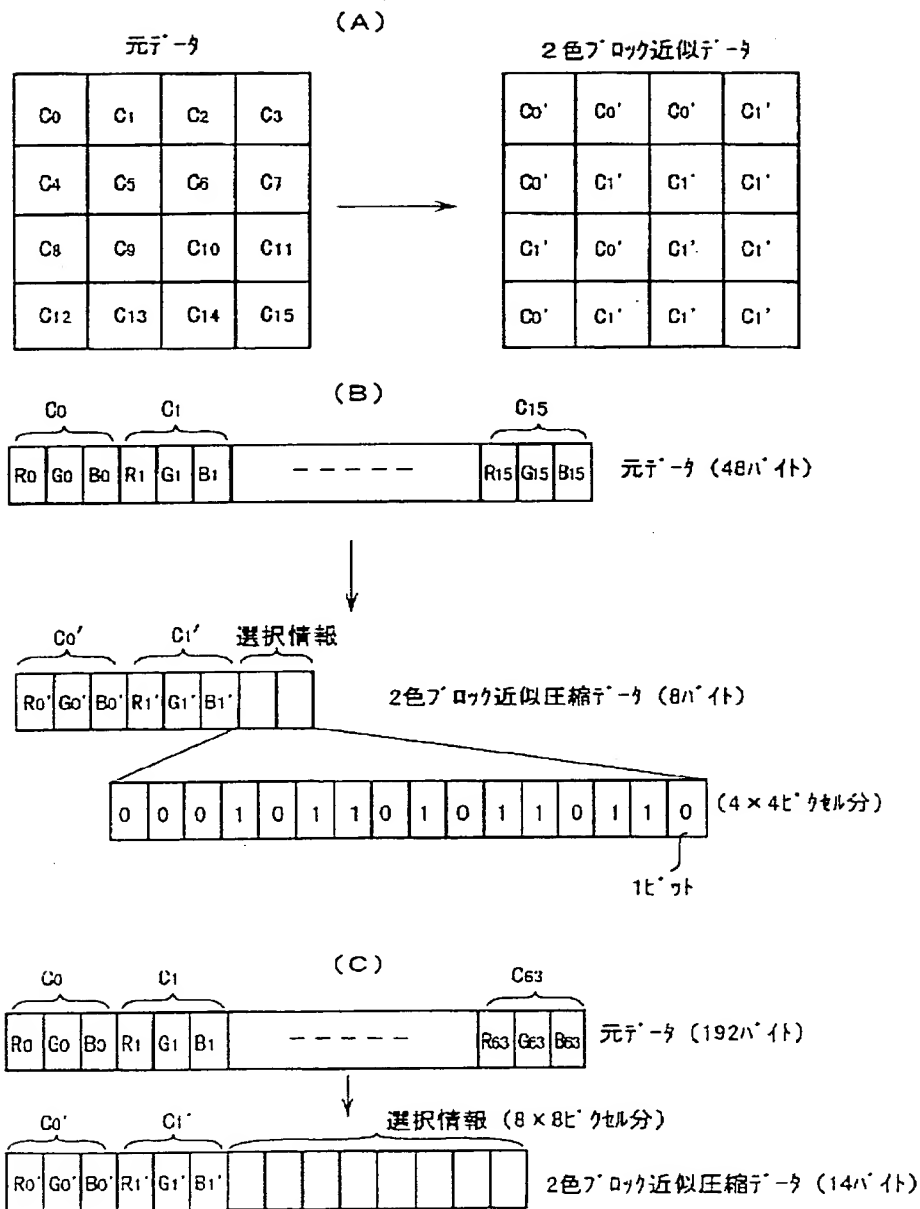 (A)
元データ
2色ブロック近似データ
C0 C1 C2 C3
C4 C5 C6 C7
C8 C9 C10 C11
C12 C13 C14 C15
C0' C0' C0' C1'
C0' C1' C1' C1'
C1' C0' C1' C1'
C0' C1' C1' C1'
(B)
C0 C1 C15
R0 G0 B0 R1 G1 B1 ----- R15 G15 B15
元データ (48バイト)
C0' C1' 選択情報
R0' G0' B0' R1' G1' B1'
2色ブロック近似圧縮データ (8バイト)
0 0 0 1 0 1 1 0 1 0 1 1 0 1 1 0
(4×4ピクセル分)
1ビット
(C)
C0 C1 C63
R0 G0 B0 R1 G1 B1 ----- R63 G63 B63
元データ (192バイト)
C0' C1' 選択情報 (8×8ピクセル分)
R0' G0' B0' R1' G1' B1'
2色ブロック近似圧縮データ (14バイト)